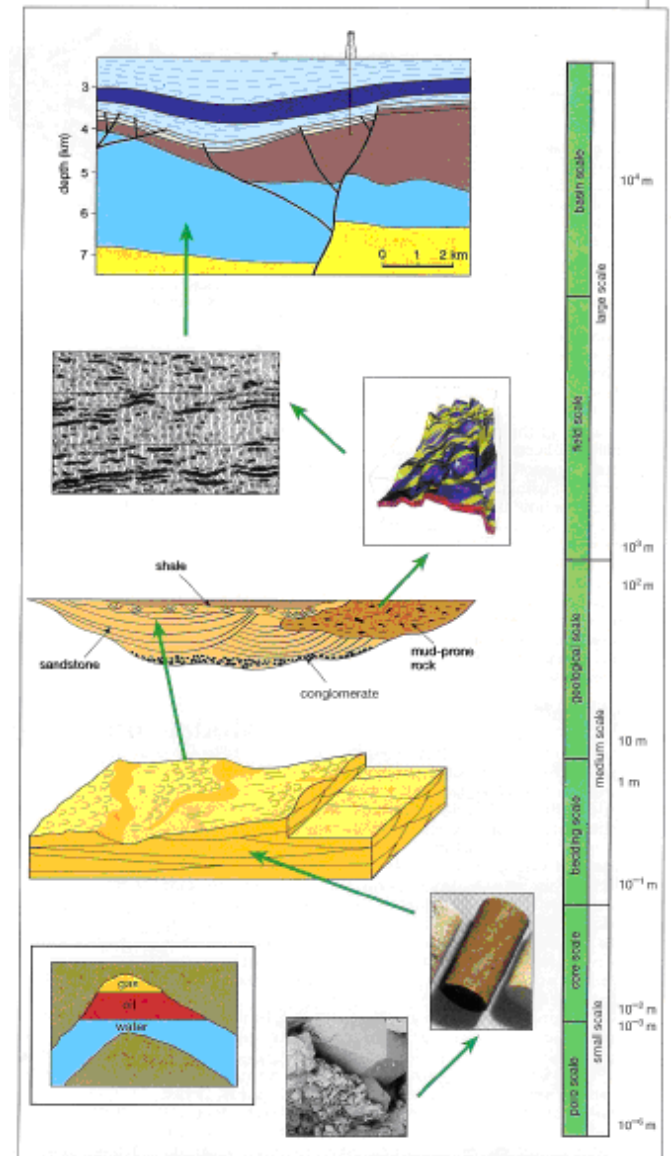 3
4
5
6
7
depth (km)
0 1 2 km
shale
sandstone
conglomerate
mud-prone
rock
gas
oil
water
basin scale
field scale
geological scale
bedding scale
core scale
pore scale
large scale
medium scale
small scale
10⁴ m
10³ m
10² m
10 m
1 m
10⁻¹ m
10⁻² m
10⁻³ m
10⁻⁶ m